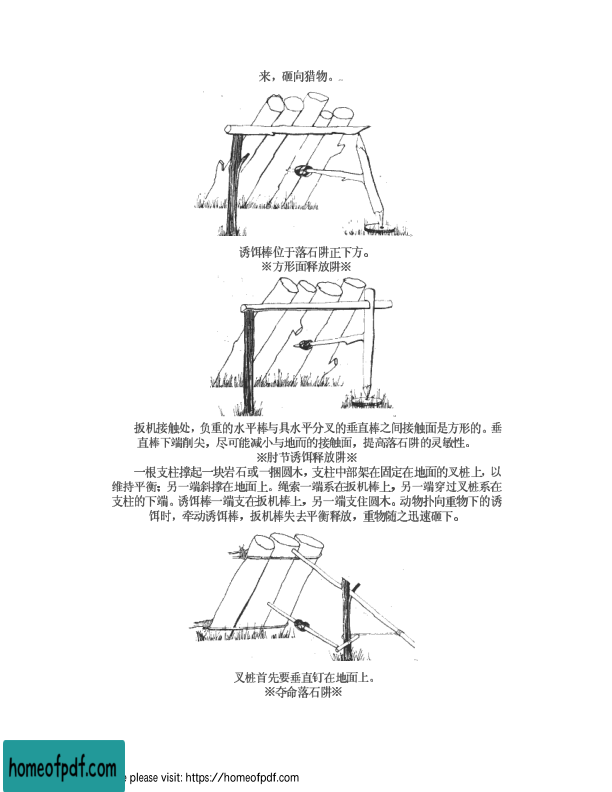 来，砸向猎物。
诱饵棒位于落石阱正下方。
※方形面释放阱※
扳机接触处，负重的水平棒与具水平分叉的垂直棒之间接触面是方形的。垂
直棒下端削尖，尽可能减小与地而的接触面，提高落石阱的灵敏性。
※肘节诱饵释放阱※
一根支柱撑起一块岩石或一捆圆木，支柱中部架在固定在地面的叉桩上，以
维持平衡；另一端斜撑在地面上。绳索一端系在扳机棒上，另一端穿过叉桩系在
支柱的下端。诱饵棒一端支在扳机棒上，另一端支住圆木。动物扑向重物下的诱
饵时，牵动诱饵棒，扳机棒失去平衡释放，重物随之迅速砸下。
叉桩首先要垂直钉在地面上。
※夺命落石阱※
homeofpdf.com
e please visit: https://homeofpdf.com